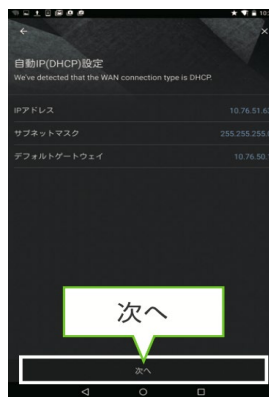 自動IP(DHCP)設定
We've detected that the WAN connection type is DHCP.
IPアドレス 10.76.51.6
サブネットマスク 255.255.255.
デフォルトゲートウェイ 10.76.50.
次へ
次へ